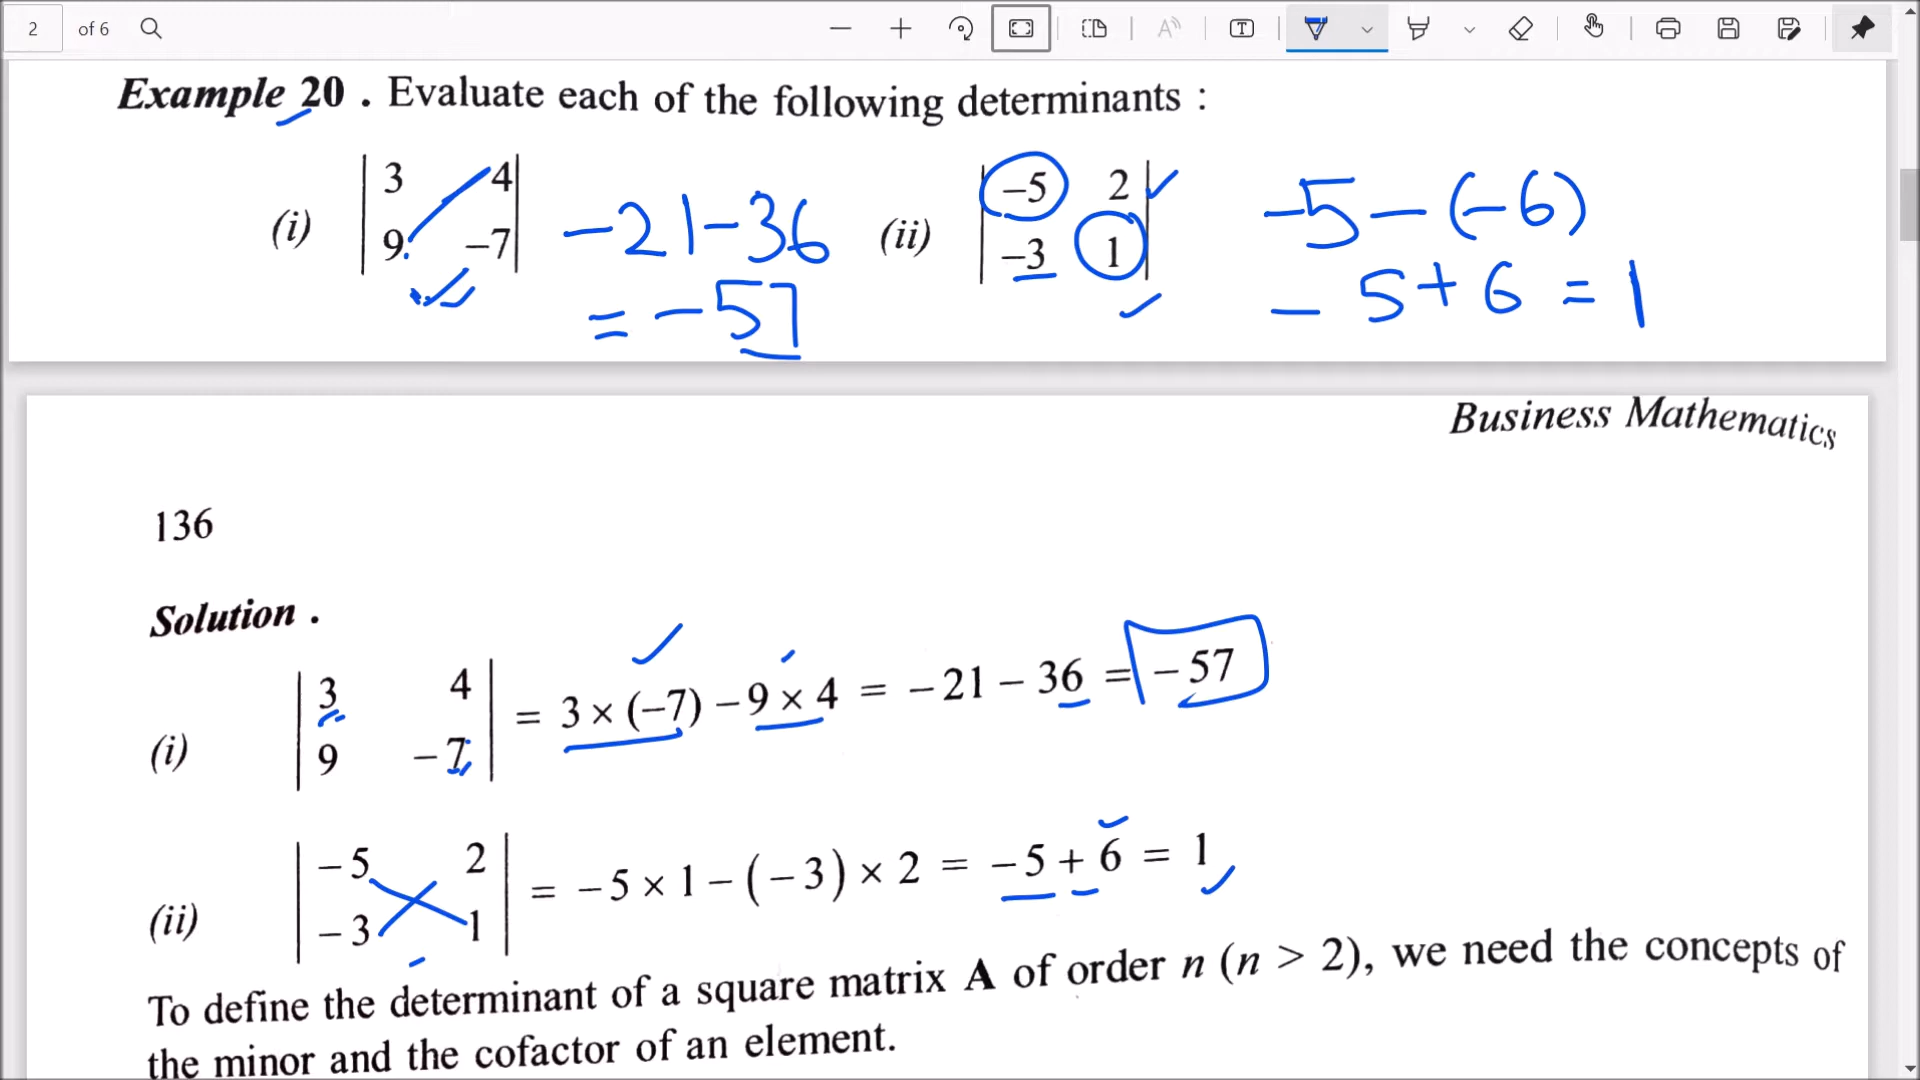 2 of 6
Example 20 . Evaluate each of the following determinants :
(i) | 3 4 | −21−36 (ii) | −5 2 | −5−(−6)
| 9 −7 | = −57 | −3 1 | −5+6 = 1
Business Mathematics
136
Solution .
(i) | 3 4 | = 3 × (−7) − 9 × 4 = −21 − 36 = −57
| 9 −7 |
(ii) | −5 2 | = −5 × 1 − (−3) × 2 = −5 + 6 = 1
| −3 1 |
To define the determinant of a square matrix A of order n (n > 2), we need the concepts of
the minor and the cofactor of an element.